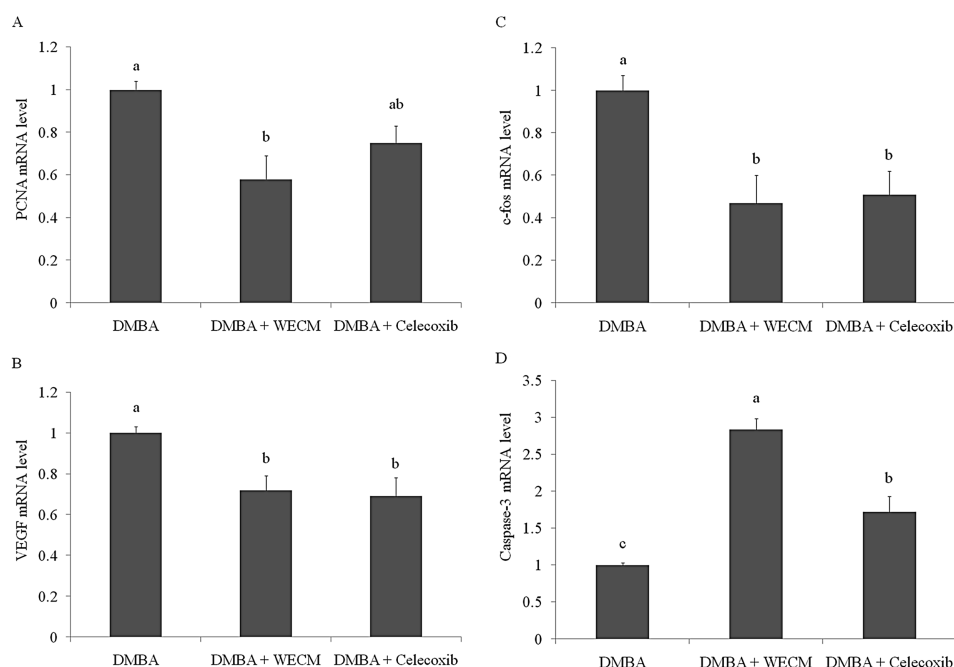 A
1.2
1
0.8
0.6
0.4
0.2
0
PCNA mRNA level
a
b
ab
DMBA DMBA + WECM DMBA + Celecoxib
B
1.2
1
0.8
0.6
0.4
0.2
0
VEGF mRNA level
a
b
b
DMBA DMBA + WECM DMBA + Celecoxib
C
1.2
1
0.8
0.6
0.4
0.2
0
c-fos mRNA level
a
b
b
DMBA DMBA + WECM DMBA + Celecoxib
D
3.5
3
2.5
2
1.5
1
0.5
0
Caspase-3 mRNA level
c
a
b
DMBA DMBA + WECM DMBA + Celecoxib